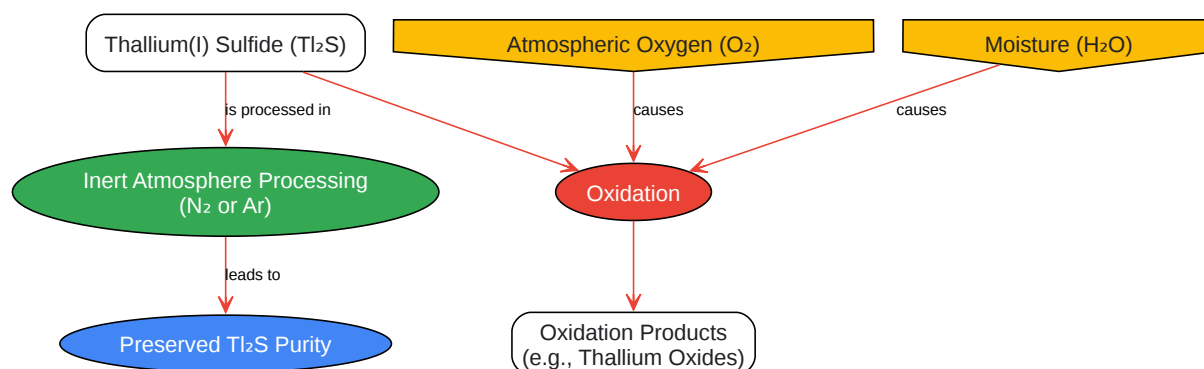 Thallium(I) Sulfide (Tl₂S)
Atmospheric Oxygen (O₂)
Moisture (H₂O)
is processed in
causes
causes
Inert Atmosphere Processing
(N₂ or Ar)
Oxidation
leads to
Preserved Tl₂S Purity
Oxidation Products
(e.g., Thallium Oxides)